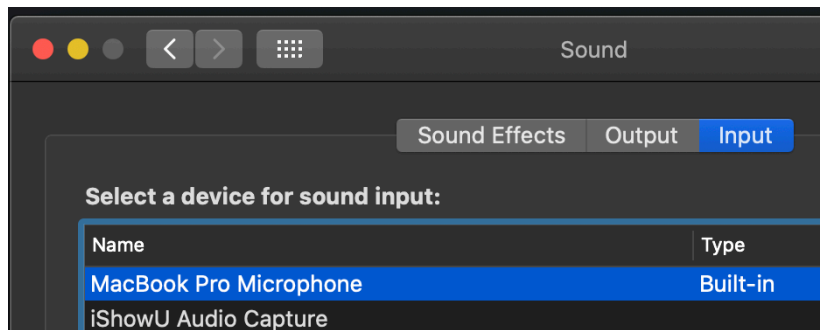 Sound
Sound Effects Output Input
Select a device for sound input:
Name Type
MacBook Pro Microphone Built-in
iShowU Audio Capture